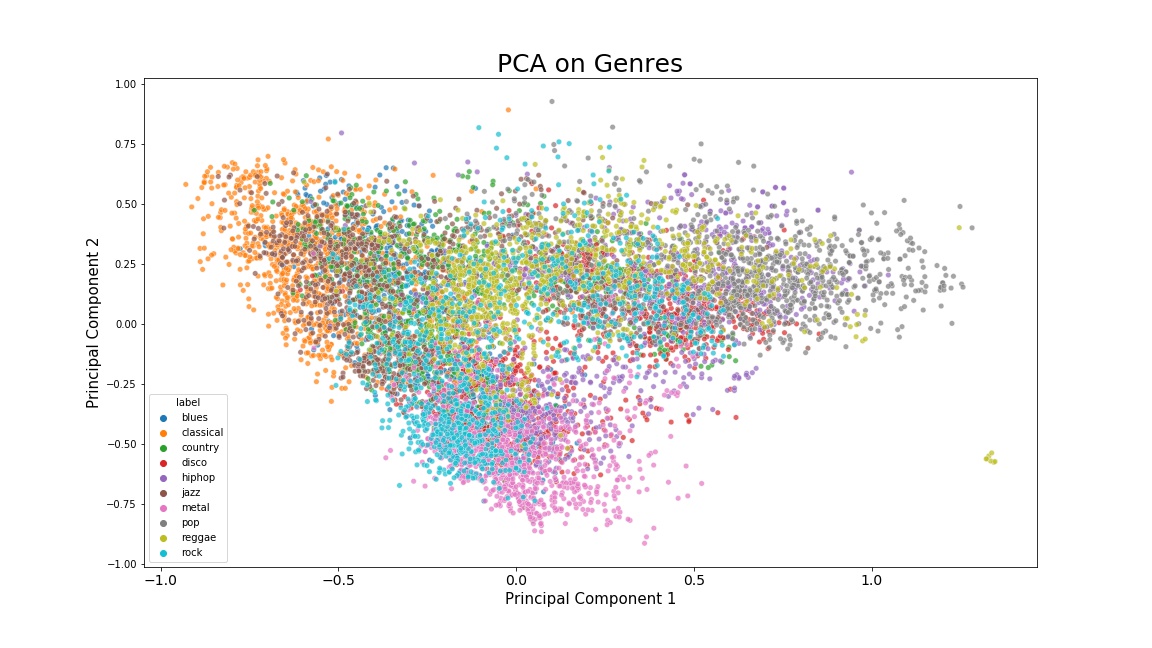 PCA on Genres
1.00
0.75
0.50
0.25
0.00
−0.25
−0.50
−0.75
−1.00
Principal Component 2
label
blues
classical
country
disco
hiphop
jazz
metal
pop
reggae
rock
−1.0 −0.5 0.0 0.5 1.0
Principal Component 1